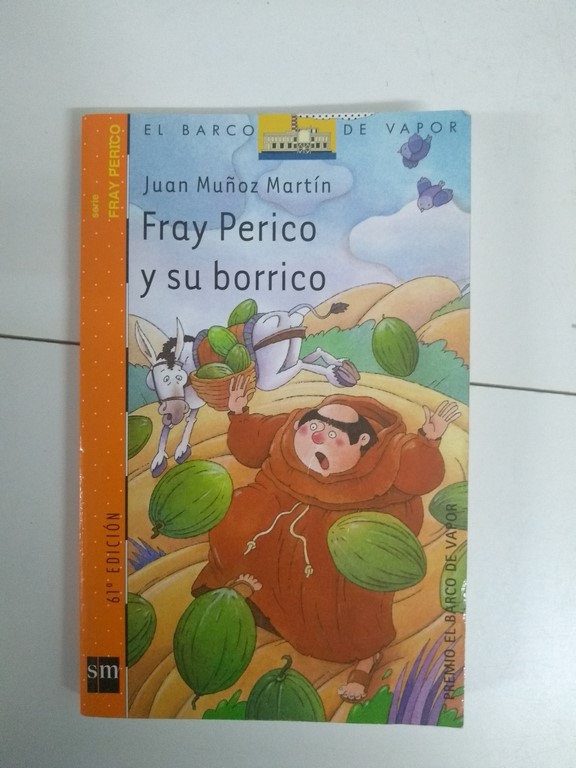 EL BARCO DE VAPOR
serie
FRAY PERICO
Juan Muñoz Martín
Fray Perico
y su borrico
61ª EDICIÓN
PREMIO EL BARCO DE VAPOR
sm